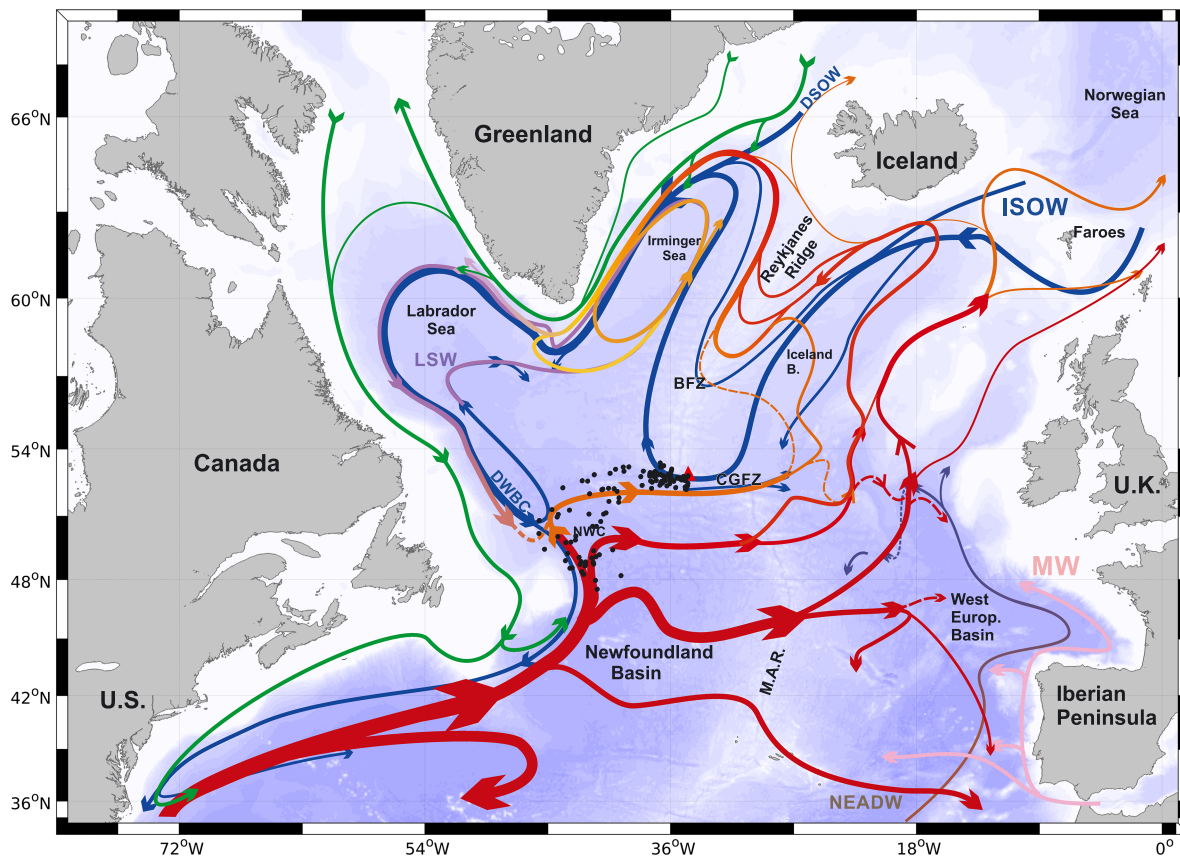 66°N
60°N
54°N
48°N
42°N
36°N
72°W
54°W
36°W
18°W
0°
Greenland
DSOW
Iceland
Norwegian
Sea
ISOW
Faroes
Irminger
Sea
Reykjanes
Ridge
Labrador
Sea
LSW
Iceland
B.
BFZ
Canada
DWBC
CGFZ
NWC
U.K.
MW
West
Europ.
Basin
Newfoundland
Basin
M.A.R.
U.S.
Iberian
Peninsula
NEADW